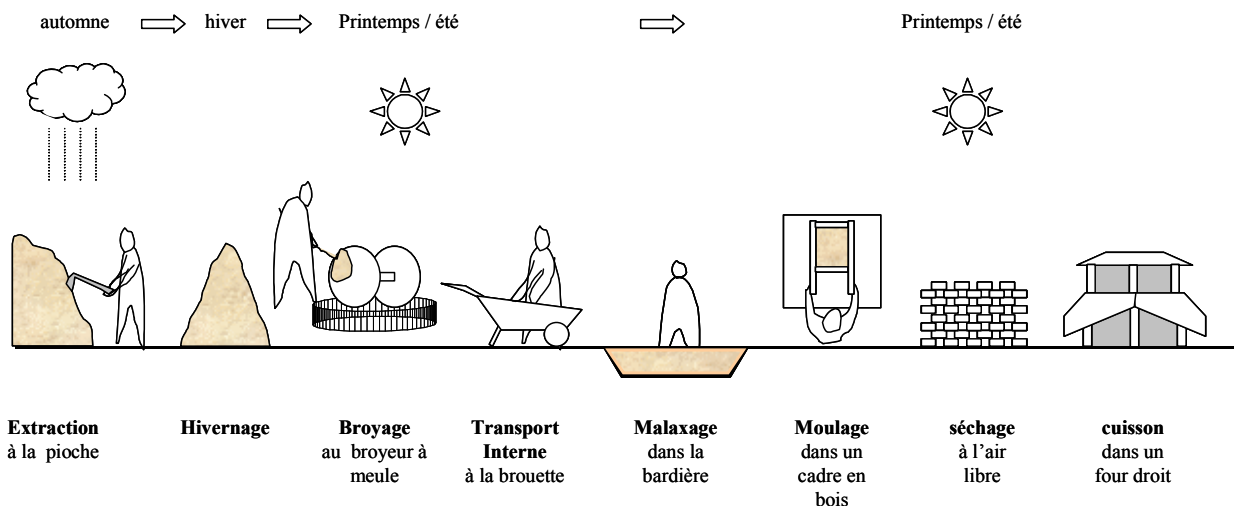 automne
hiver
Printemps / été
Printemps / été
Extraction
à la pioche
Hivernage
Broyage
au broyeur à
meule
Transport
Interne
à la brouette
Malaxage
dans la
bardière
Moulage
dans un
cadre en
bois
séchage
à l'air
libre
cuisson
dans un
four droit